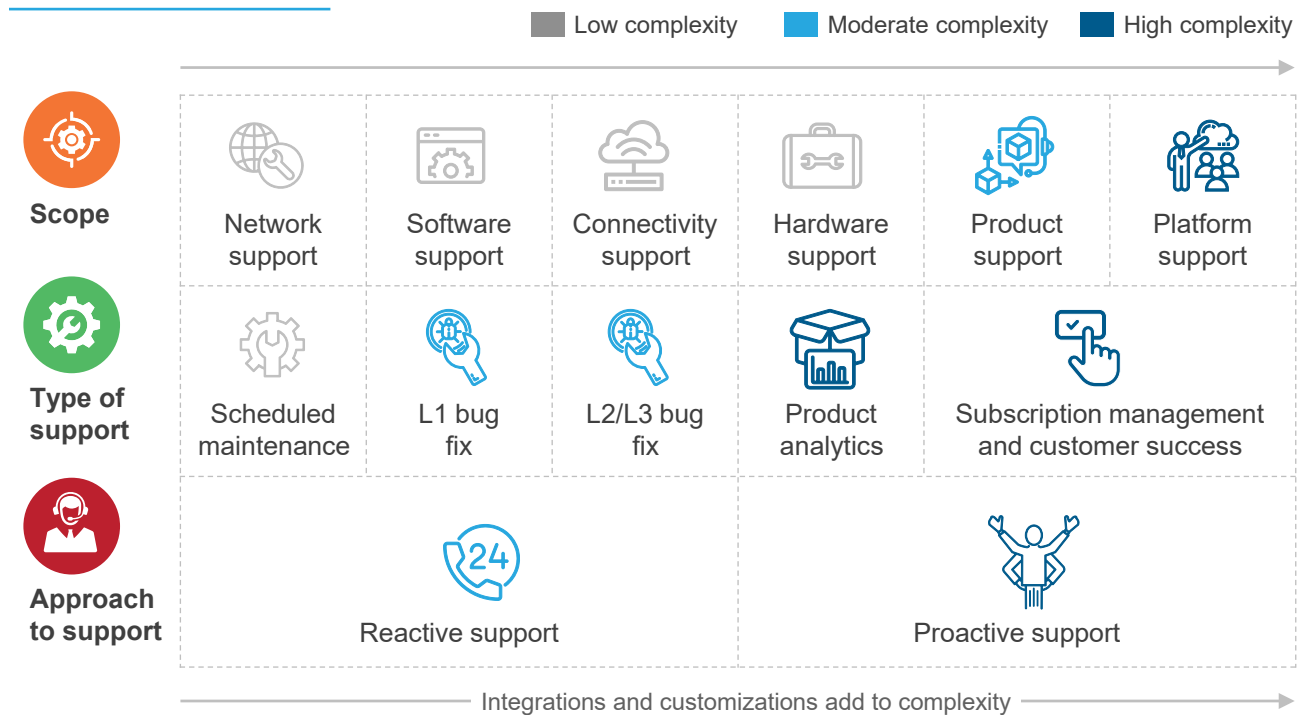 Low complexity
Moderate complexity
High complexity
Scope
Network
support
Software
support
Connectivity
support
Hardware
support
Product
support
Platform
support
Type of
support
Scheduled
maintenance
L1 bug
fix
L2/L3 bug
fix
Product
analytics
Subscription management
and customer success
Approach
to support
24
Reactive support
Proactive support
Integrations and customizations add to complexity